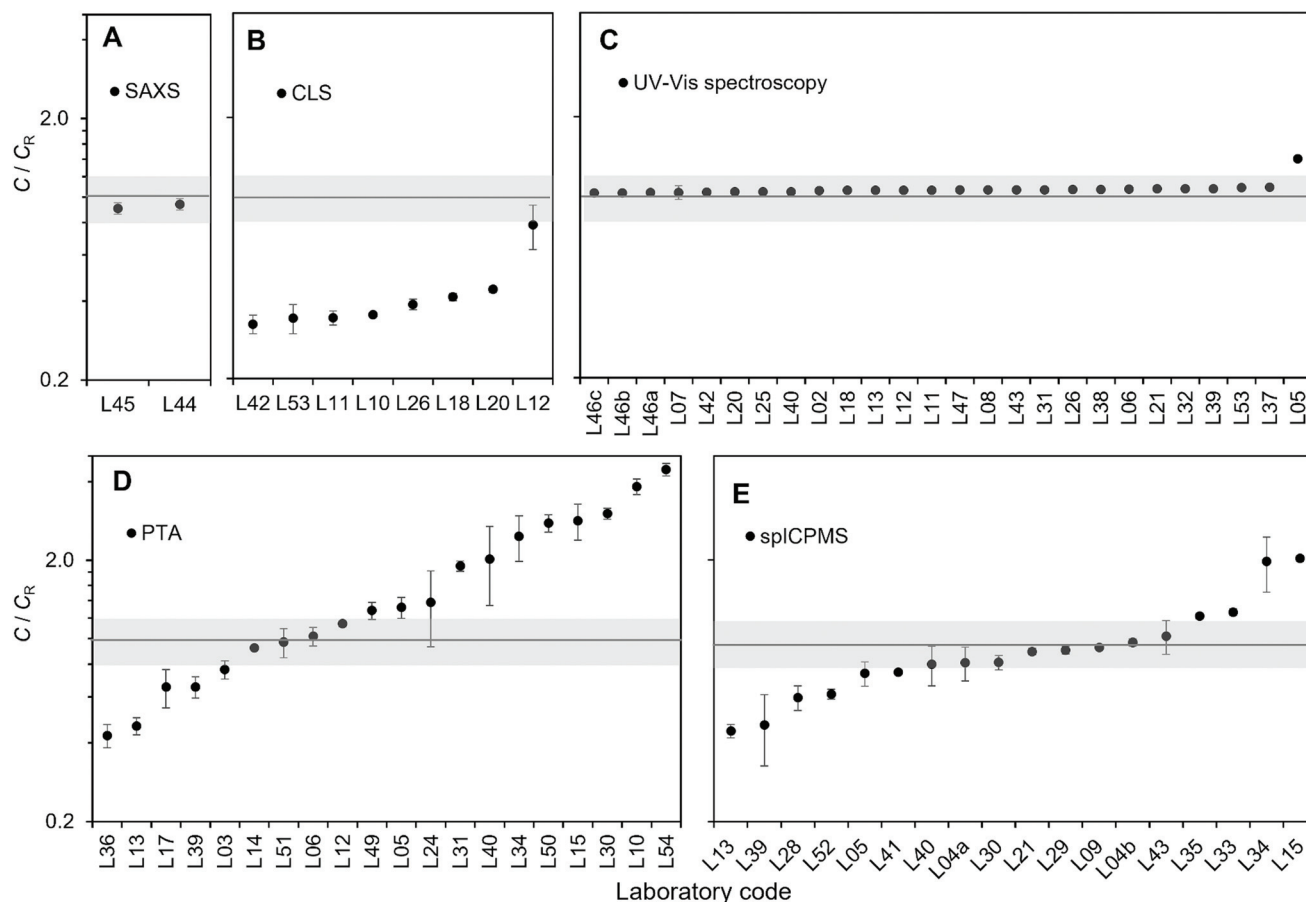 A
SAXS
B
CLS
C
UV-Vis spectroscopy
C / CR
2.0
0.2
L45 L44
L42 L53 L11 L10 L26 L18 L20 L12
L46c L46b L46a L07 L42 L20 L25 L40 L02 L18 L13 L12 L11 L47 L08 L43 L31 L26 L38 L06 L21 L32 L39 L53 L37 L05
D
PTA
E
spICPMS
C / CR
2.0
0.2
L36 L13 L17 L39 L03 L14 L51 L06 L12 L49 L05 L24 L31 L40 L34 L50 L15 L30 L10 L54
L13 L39 L28 L52 L05 L41 L40 L04a L30 L21 L29 L09 L04b L43 L35 L33 L34 L15
Laboratory code